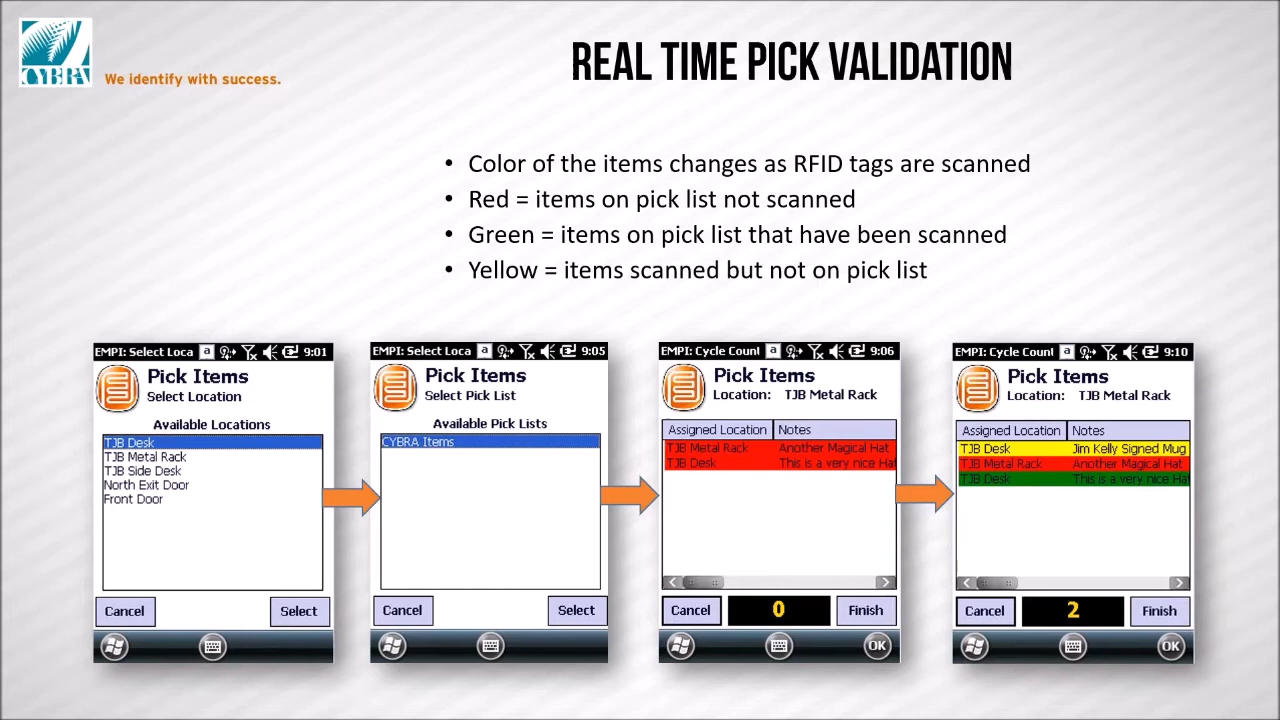 CYBRA
We identify with success.
REAL TIME PICK VALIDATION
• Color of the items changes as RFID tags are scanned
• Red = items on pick list not scanned
• Green = items on pick list that have been scanned
• Yellow = items scanned but not on pick list
EMPI: Select Loca a 9:01
Pick Items
Select Location
Available Locations
TJB Desk
TJB Metal Rack
TJB Side Desk
North Exit Door
Front Door
Cancel Select
EMPI: Select Loca a 9:05
Pick Items
Select Pick List
Available Pick Lists
CYBRA Items
Cancel Select
EMPI: Cycle Count a 9:06
Pick Items
Location: TJB Metal Rack
Assigned Location Notes
TJB Metal Rack Another Magical Hat
TJB Desk This is a very nice Hat
Cancel 0 Finish
OK
EMPI: Cycle Count a 9:10
Pick Items
Location: TJB Metal Rack
Assigned Location Notes
TJB Desk Jim Kelly Signed Mug
TJB Metal Rack Another Magical Hat
TJB Desk This is a very nice Ha
Cancel 2 Finish
OK